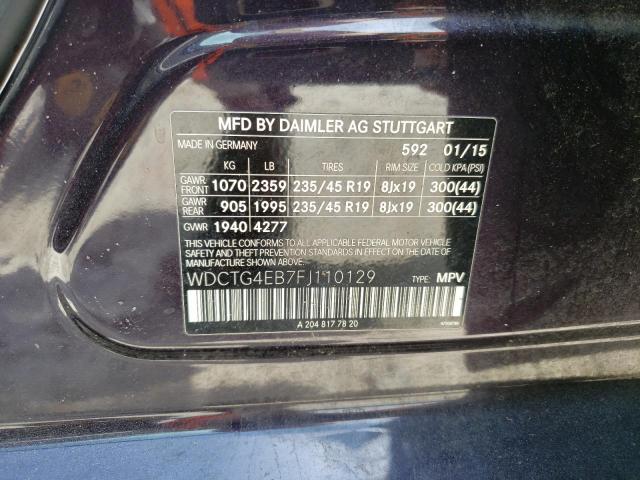 MFD BY DAIMLER AG STUTTGART
MADE IN GERMANY 592 01/15
KG LB TIRES RIM SIZE COLD KPA (PSI)
GAWR FRONT 1070 2359 235/45 R19 8Jx19 300(44)
GAWR REAR 905 1995 235/45 R19 8Jx19 300(44)
GVWR 1940 4277
THIS VEHICLE CONFORMS TO ALL APPLICABLE FEDERAL MOTOR VEHICLE
SAFETY AND THEFT PREVENTION STANDARDS IN EFFECT ON THE DATE
OF MANUFACTURE SHOWN ABOVE.
WDCTG4EB7FJ110129 TYPE: MPV
A 204 817 78 20